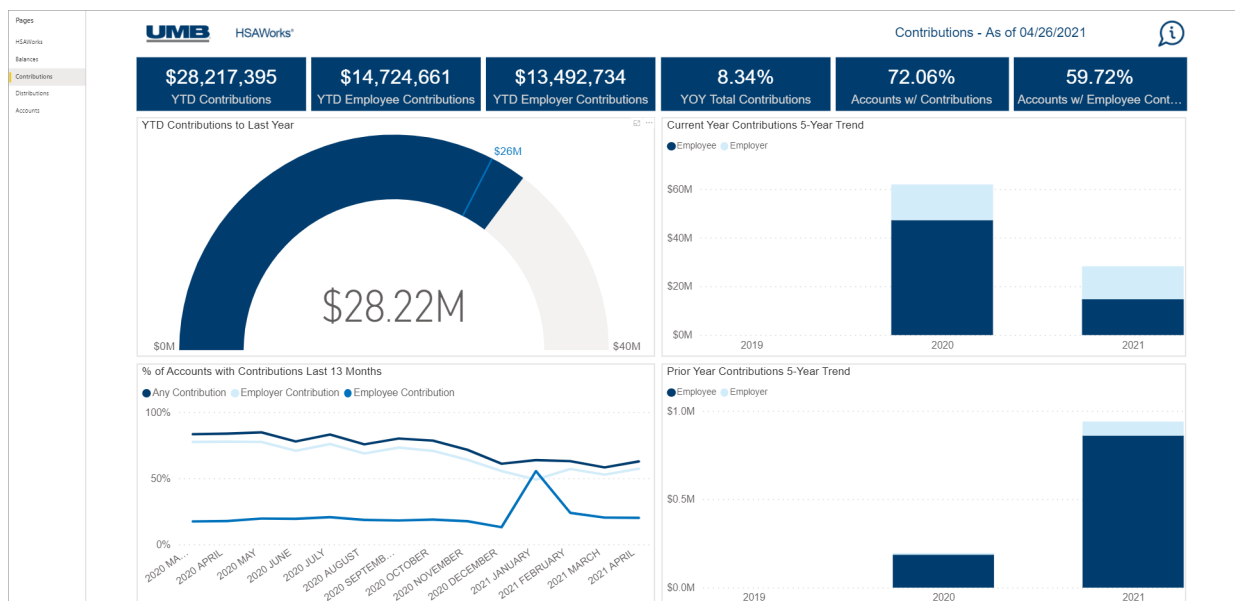 Pages
HSAWorks
Balances
Contributions
Distributions
Accounts
UMB HSAWorks®
Contributions - As of 04/26/2021
$28,217,395
YTD Contributions
$14,724,661
YTD Employee Contributions
$13,492,734
YTD Employer Contributions
8.34%
YOY Total Contributions
72.06%
Accounts w/ Contributions
59.72%
Accounts w/ Employee Cont...
YTD Contributions to Last Year
$26M
$28.22M
$0M
$40M
Current Year Contributions 5-Year Trend
Employee Employer
$60M
$40M
$20M
$0M
2019 2020 2021
% of Accounts with Contributions Last 13 Months
Any Contribution Employer Contribution Employee Contribution
100%
50%
0%
2020 MA...
2020 APRIL
2020 MAY
2020 JUNE
2020 JULY
2020 AUGUST
2020 SEPTEMB...
2020 OCTOBER
2020 NOVEMBER
2020 DECEMBER
2021 JANUARY
2021 FEBRUARY
2021 MARCH
2021 APRIL
Prior Year Contributions 5-Year Trend
Employee Employer
$1.0M
$0.5M
$0.0M
2019 2020 2021